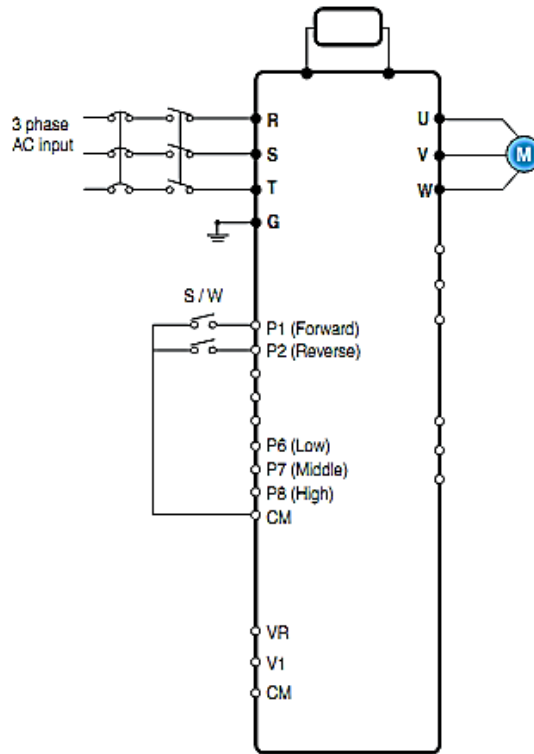 3 phase
AC input
R
S
T
G
U
V
W
M
S / W
P1 (Forward)
P2 (Reverse)
P6 (Low)
P7 (Middle)
P8 (High)
CM
VR
V1
CM